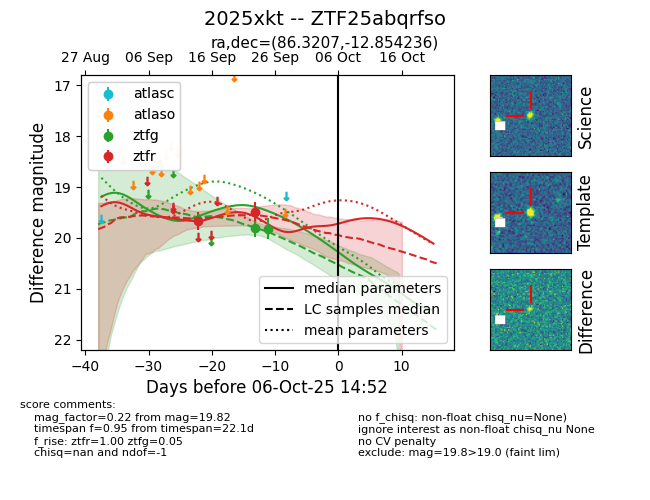 2025xkt -- ZTF25abqrfso
ra,dec=(86.3207,-12.854236)
27 Aug 06 Sep 16 Sep 26 Sep 06 Oct 16 Oct
17
18
19
20
21
22
Difference magnitude
atlasc
atlaso
ztfg
ztfr
median parameters
LC samples median
mean parameters
−40 −30 −20 −10 0 10
Days before 06-Oct-25 14:52
Science
Template
Difference
score comments:
mag_factor=0.22 from mag=19.82
timespan f=0.95 from timespan=22.1d
f_rise: ztfr=1.00 ztfg=0.05
chisq=nan and ndof=-1
no f_chisq: non-float chisq_nu=None)
ignore interest as non-float chisq_nu None
no CV penalty
exclude: mag=19.8>19.0 (faint lim)